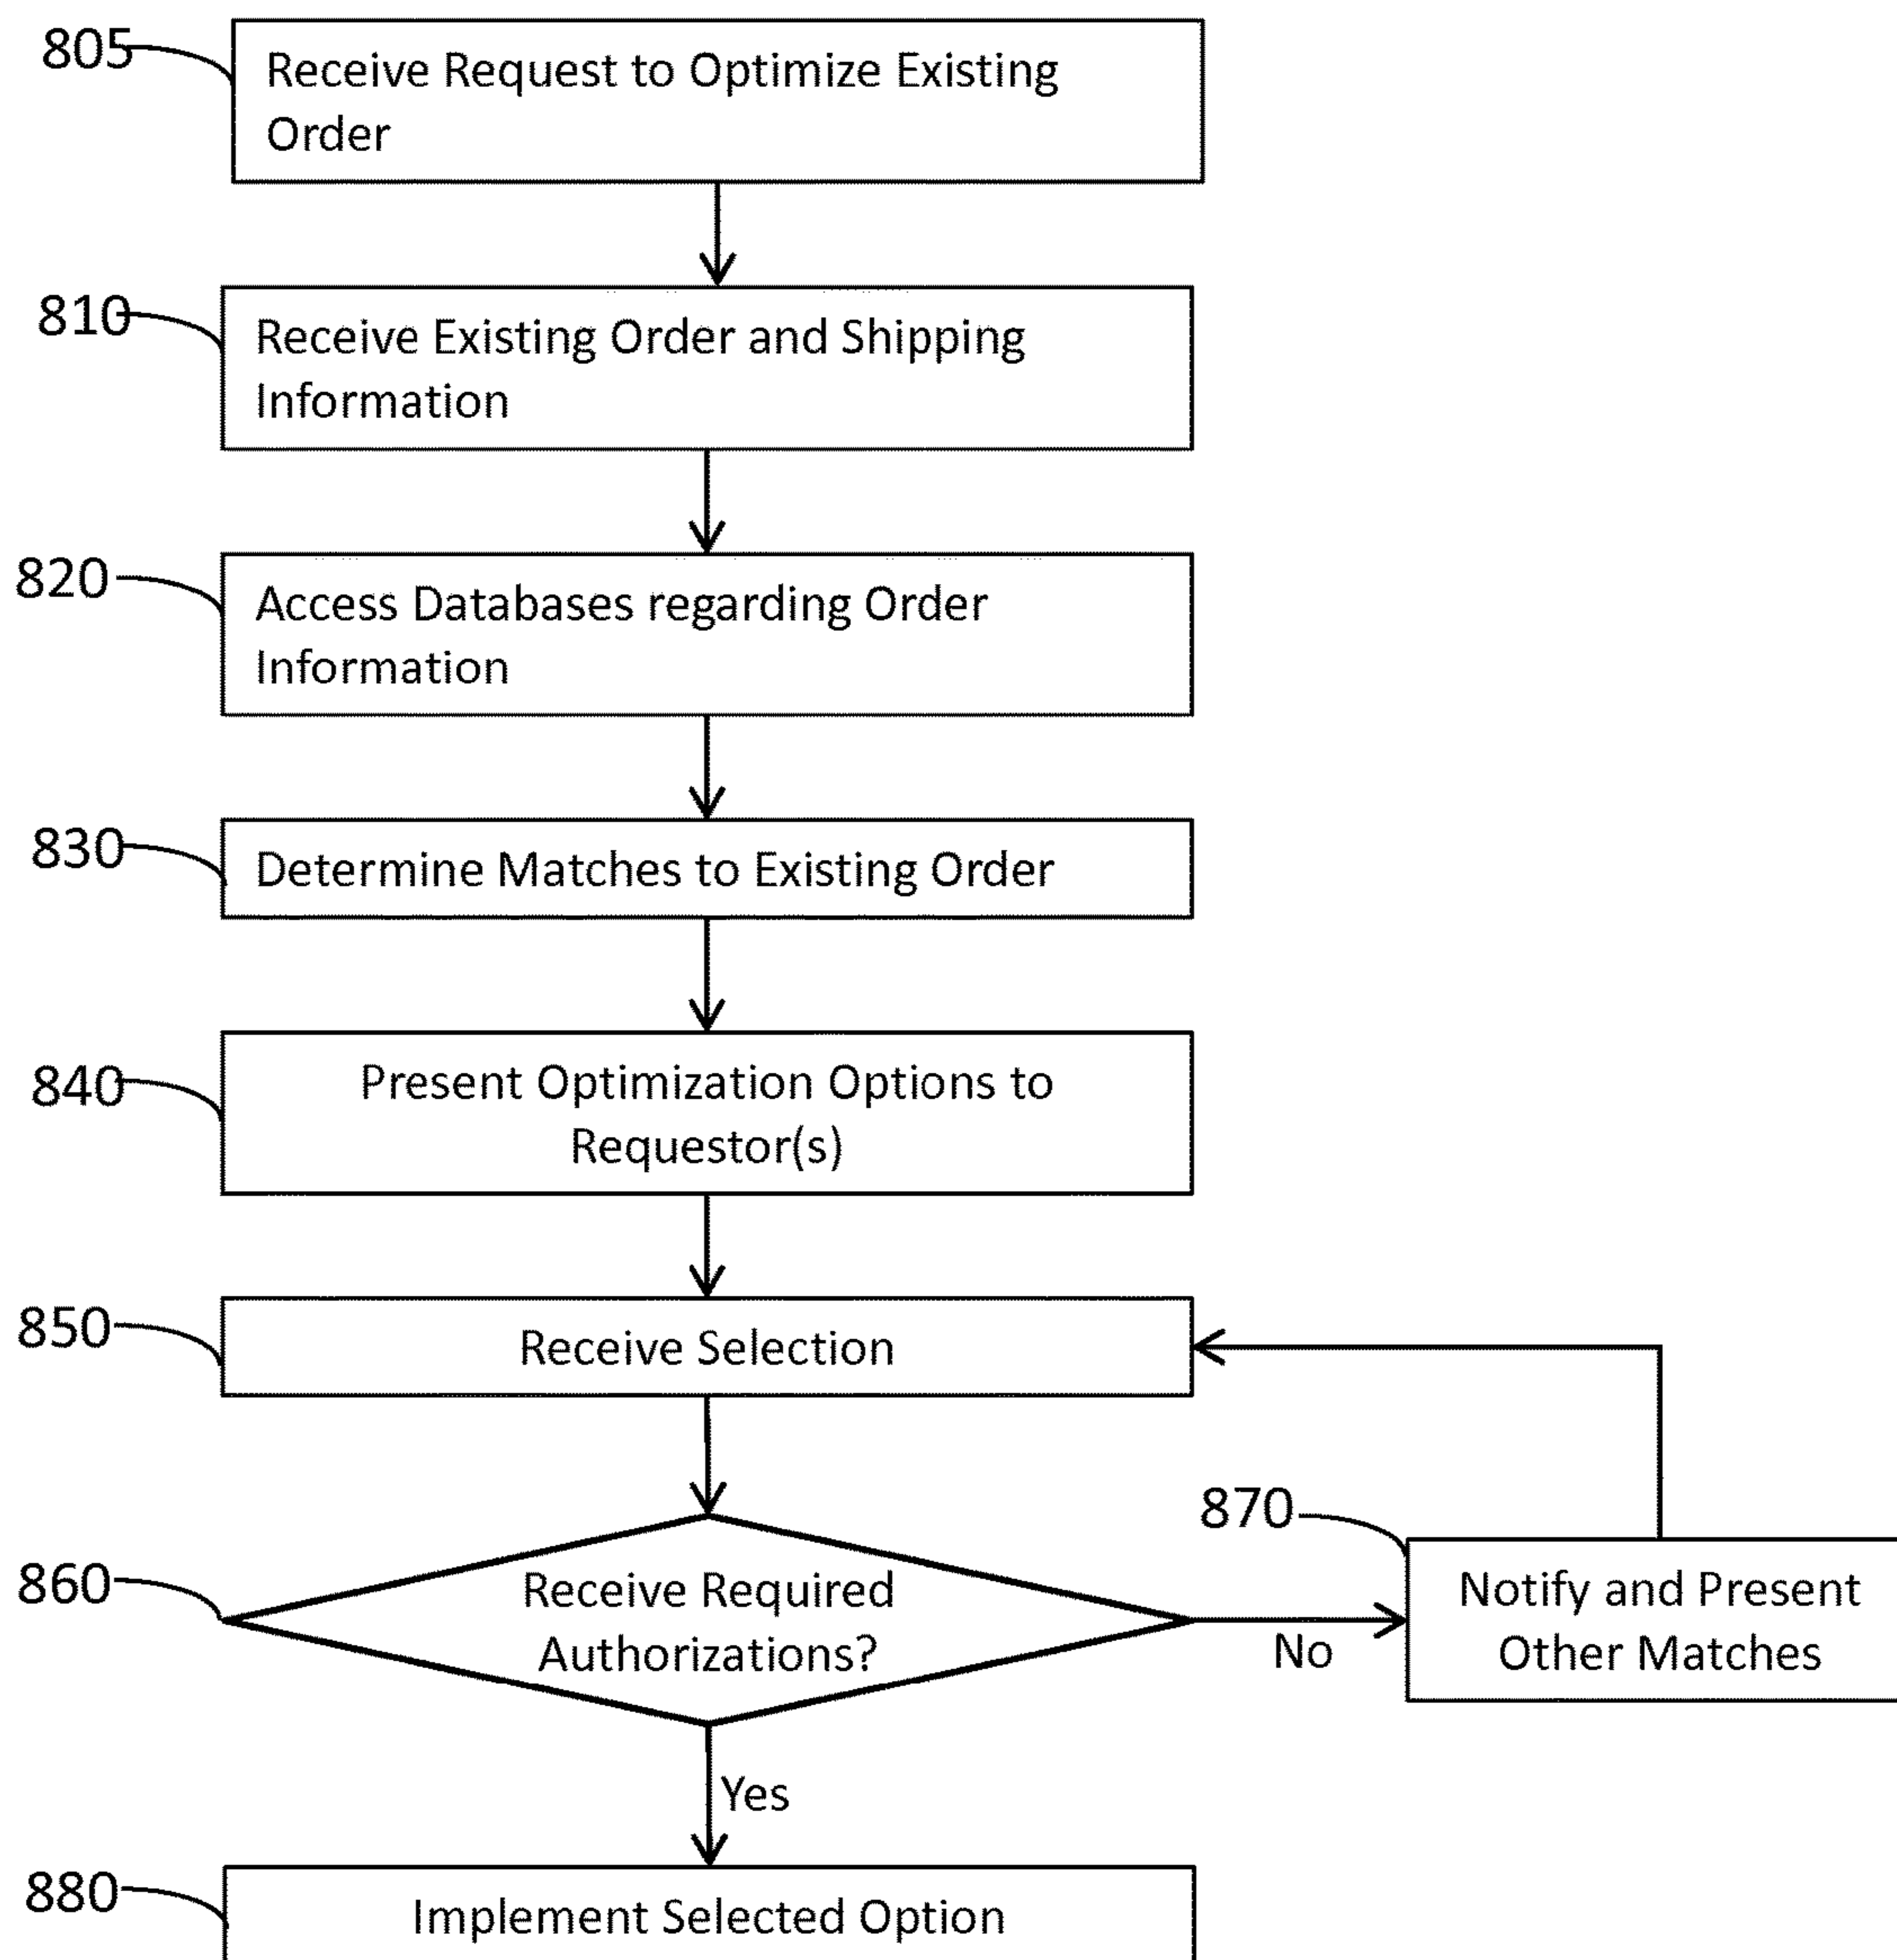 805
Receive Request to Optimize Existing
Order
810
Receive Existing Order and Shipping
Information
820
Access Databases regarding Order
Information
830
Determine Matches to Existing Order
840
Present Optimization Options to
Requestor(s)
850
Receive Selection
860
Receive Required
Authorizations?
No
870
Notify and Present
Other Matches
Yes
880
Implement Selected Option